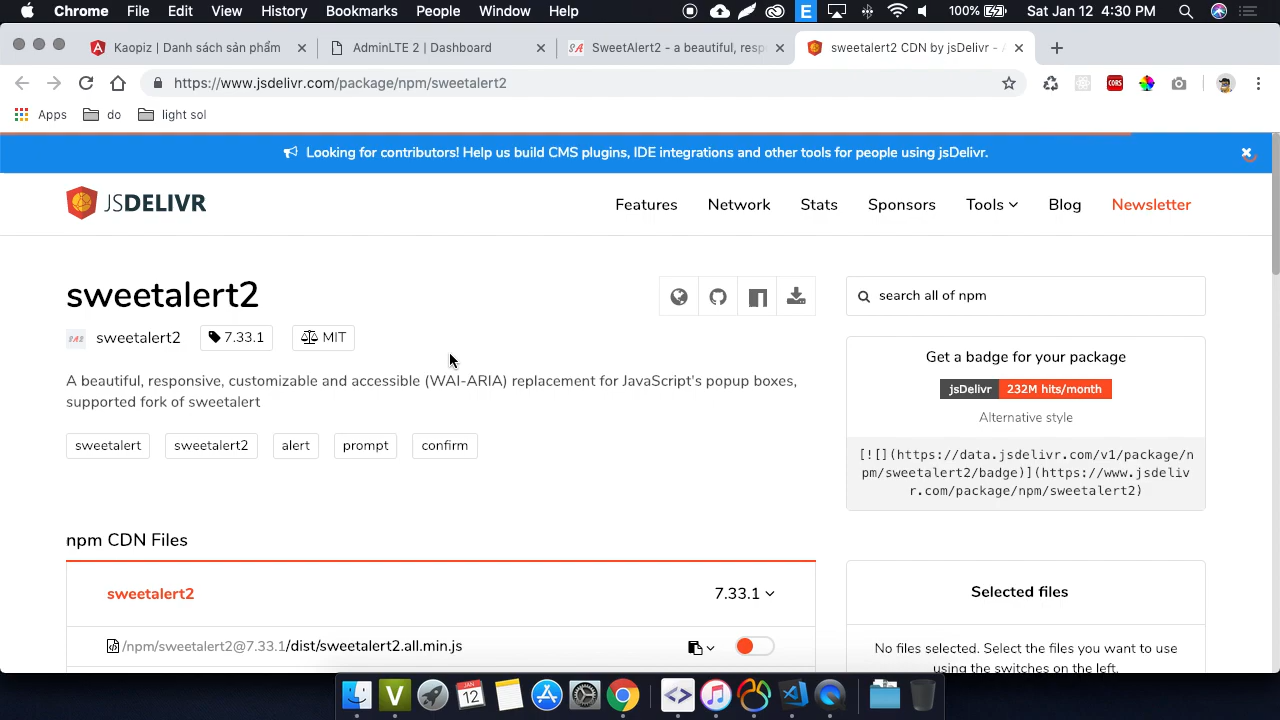 Chrome File Edit View History Bookmarks People Window Help 100% Sat Jan 12 4:30 PM
Kaopiz | Danh sách sản phẩm
AdminLTE 2 | Dashboard
SweetAlert2 - a beautiful, resp
sweetalert2 CDN by jsDelivr -
https://www.jsdelivr.com/package/npm/sweetalert2
CORS
Apps do light sol
Looking for contributors! Help us build CMS plugins, IDE integrations and other tools for people using jsDelivr.
JSDELIVR
Features Network Stats Sponsors Tools Blog Newsletter
sweetalert2
search all of npm
sweetalert2 7.33.1 MIT
A beautiful, responsive, customizable and accessible (WAI-ARIA) replacement for JavaScript's popup boxes,
supported fork of sweetalert
sweetalert sweetalert2 alert prompt confirm
Get a badge for your package
jsDelivr 232M hits/month
Alternative style
[![](https://data.jsdelivr.com/v1/package/n
pm/sweetalert2/badge)](https://www.jsdeliv
r.com/package/npm/sweetalert2)
npm CDN Files
sweetalert2 7.33.1
/npm/sweetalert2@7.33.1/dist/sweetalert2.all.min.js
Selected files
No files selected. Select the files you want to use
using the switches on the left.
JAN
12